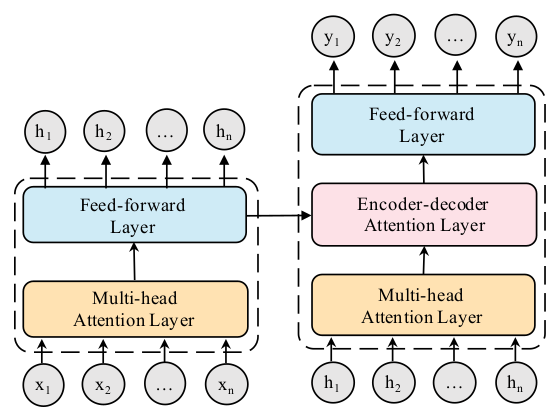 y1 y2 … yn
Feed-forward
Layer
h1 h2 … hn
Feed-forward
Layer
Encoder-decoder
Attention Layer
Multi-head
Attention Layer
Multi-head
Attention Layer
x1 x2 … xn
h1 h2 … hn